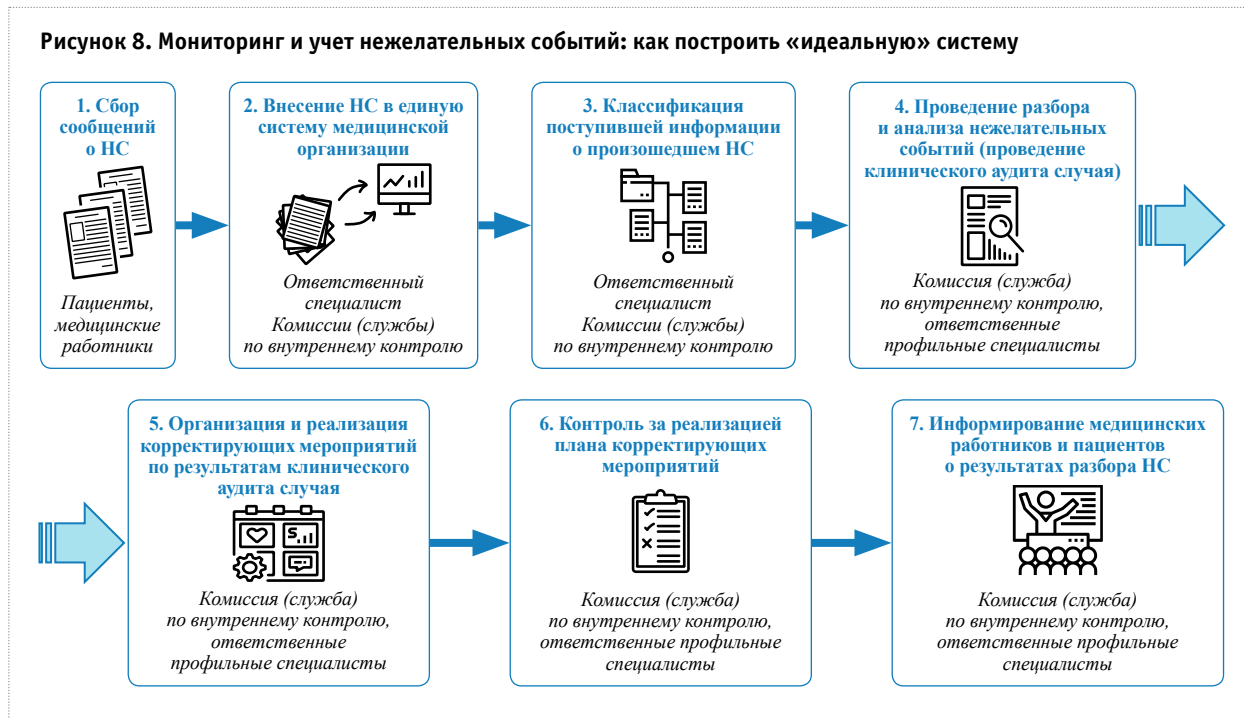 Рисунок 8. Мониторинг и учет нежелательных событий: как построить «идеальную» систему
1. Сбор
сообщений
о НС
Пациенты,
медицинские
работники
2. Внесение НС в единую
систему медицинской
организации
Ответственный
специалист
Комиссии (службы)
по внутреннему контролю
3. Классификация
поступившей информации
о произошедшем НС
Ответственный
специалист
Комиссии (службы)
по внутреннему контролю
4. Проведение разбора
и анализа нежелательных
событий (проведение
клинического аудита случая)
Комиссия (служба)
по внутреннему контролю,
ответственные
профильные специалисты
5. Организация и реализация
корректирующих мероприятий
по результатам клинического
аудита случая
S
Комиссия (служба)
по внутреннему контролю,
ответственные
профильные специалисты
6. Контроль за реализацией
плана корректирующих
мероприятий
Комиссия (служба)
по внутреннему контролю,
ответственные профильные
специалисты
7. Информирование медицинских
работников и пациентов
о результатах разбора НС
Комиссия (служба)
по внутреннему контролю,
ответственные профильные
специалисты